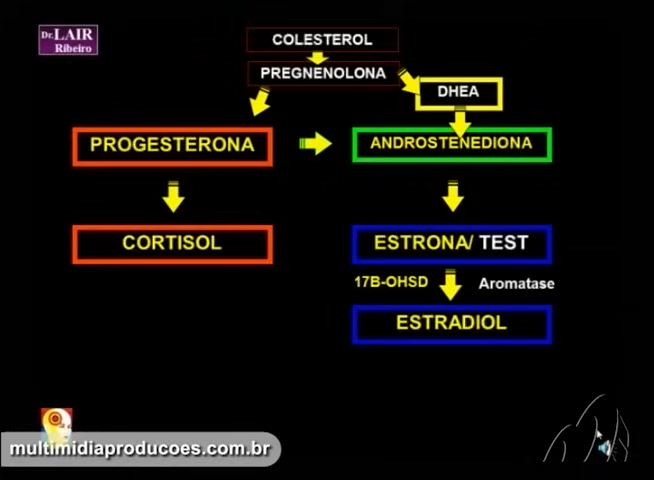 Dr. LAIR
Ribeiro
COLESTEROL
PREGNENOLONA
DHEA
PROGESTERONA
ANDROSTENEDIONA
CORTISOL
ESTRONA/ TEST
17B-OHSD
Aromatase
ESTRADIOL
multimidiaproducoes.com.br